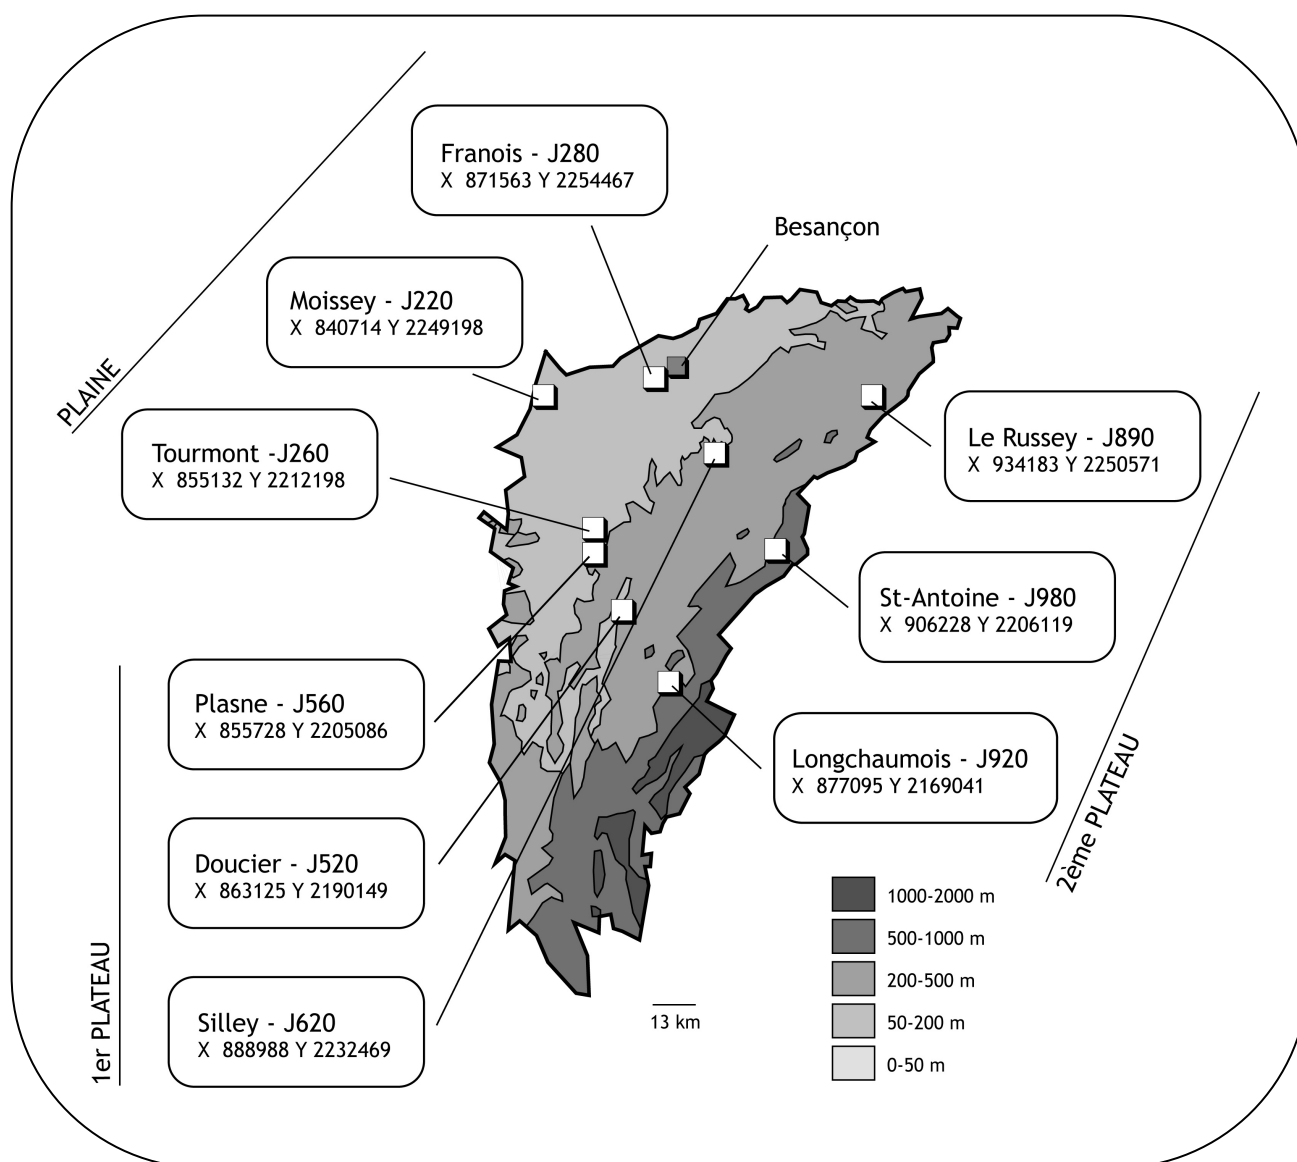 Franois - J280
X 871563 Y 2254467
Besançon
Moissey - J220
X 840714 Y 2249198
PLAINE
Tourmont -J260
X 855132 Y 2212198
Le Russey - J890
X 934183 Y 2250571
St-Antoine - J980
X 906228 Y 2206119
Plasne - J560
X 855728 Y 2205086
Longchaumois - J920
X 877095 Y 2169041
2ème PLATEAU
Doucier - J520
X 863125 Y 2190149
1er PLATEAU
Silley - J620
X 888988 Y 2232469
13 km
1000-2000 m
500-1000 m
200-500 m
50-200 m
0-50 m